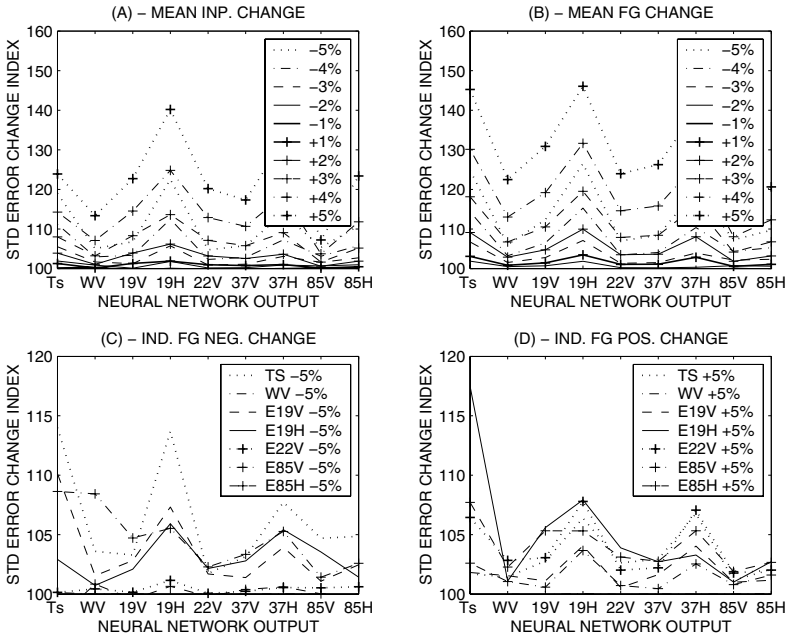 (A) – MEAN INP. CHANGE
160
150
140
130
120
110
100
STD ERROR CHANGE INDEX
–5%
–4%
–3%
–2%
–1%
+1%
+2%
+3%
+4%
+5%
Ts WV 19V 19H 22V 37V 37H 85V 85H
NEURAL NETWORK OUTPUT
(B) – MEAN FG CHANGE
160
150
140
130
120
110
100
STD ERROR CHANGE INDEX
–5%
–4%
–3%
–2%
–1%
+1%
+2%
+3%
+4%
+5%
Ts WV 19V 19H 22V 37V 37H 85V 85H
NEURAL NETWORK OUTPUT
(C) – IND. FG NEG. CHANGE
120
115
110
105
100
STD ERROR CHANGE INDEX
TS –5%
WV –5%
E19V –5%
E19H –5%
E22V –5%
E85V –5%
E85H –5%
Ts WV 19V 19H 22V 37V 37H 85V 85H
NEURAL NETWORK OUTPUT
(D) – IND. FG POS. CHANGE
120
115
110
105
100
STD ERROR CHANGE INDEX
TS +5%
WV +5%
E19V +5%
E19H +5%
E22V +5%
E85V +5%
E85H +5%
Ts WV 19V 19H 22V 37V 37H 85V 85H
NEURAL NETWORK OUTPUT